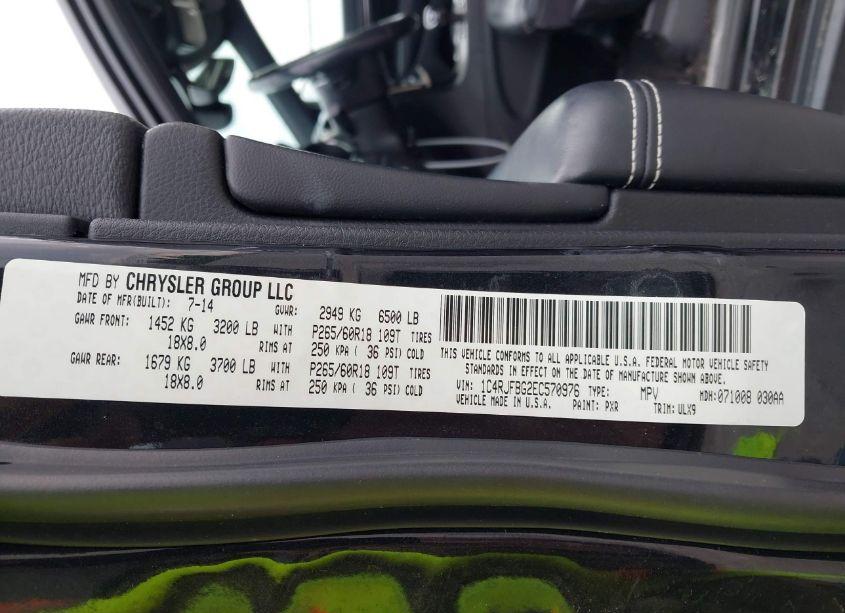 MFD BY CHRYSLER GROUP LLC
DATE OF MFR(BUILT): 7-14 GVWR: 2949 KG 6500 LB
GAWR FRONT: 1452 KG 3200 LB WITH P265/60R18 109T TIRES
18X8.0 RIMS AT 250 KPA ( 36 PSI) COLD
GAWR REAR: 1679 KG 3700 LB WITH P265/60R18 109T TIRES
18X8.0 RIMS AT 250 KPA ( 36 PSI) COLD
THIS VEHICLE CONFORMS TO ALL APPLICABLE U.S.A. FEDERAL MOTOR VEHICLE SAFETY
STANDARDS IN EFFECT ON THE DATE OF MANUFACTURE SHOWN ABOVE.
VIN: 1C4RJFBG2EC570976 TYPE: MPV MDH: 071008 030AA
VEHICLE MADE IN U.S.A. PAINT: PXR TRIM: ULX9